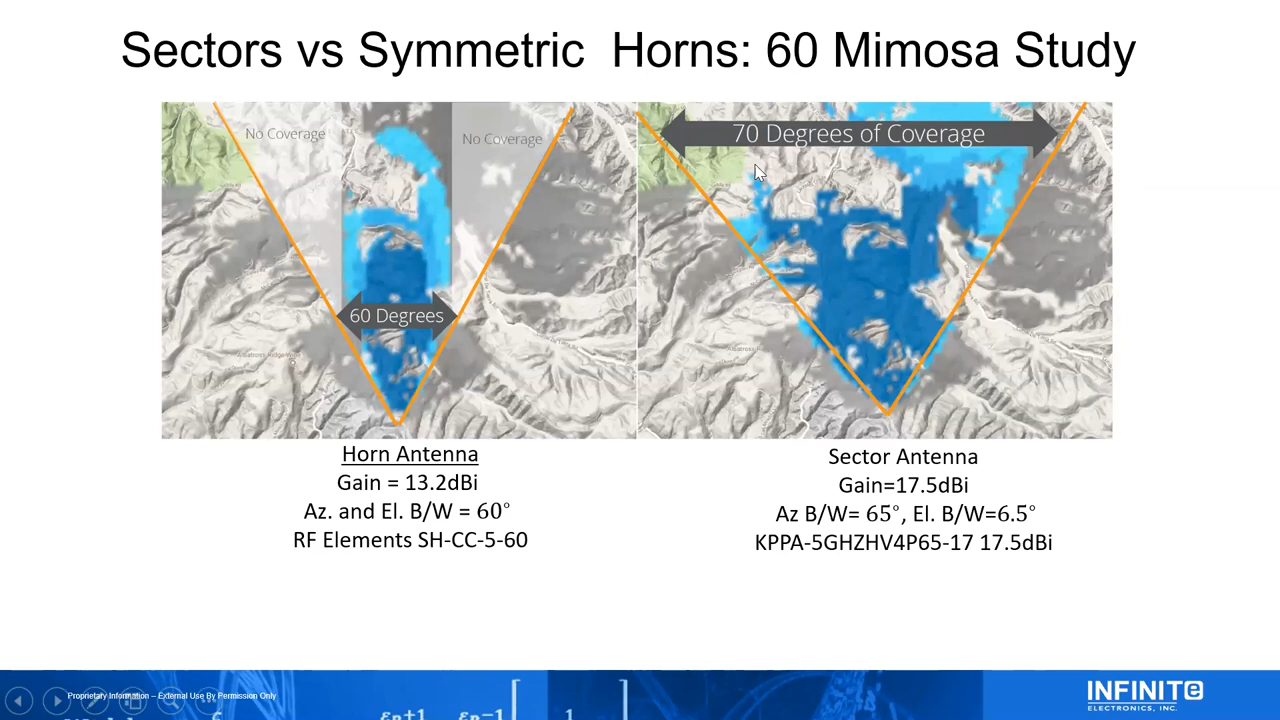 Sectors vs Symmetric Horns: 60 Mimosa Study
No Coverage
No Coverage
60 Degrees
70 Degrees of Coverage
Horn Antenna
Gain = 13.2dBi
Az. and El. B/W = 60°
RF Elements SH-CC-5-60
Sector Antenna
Gain=17.5dBi
Az B/W= 65°, El. B/W=6.5°
KPPA-5GHZHV4P65-17 17.5dBi
Proprietary Information – External Use By Permission Only
INFINITE
ELECTRONICS, INC.